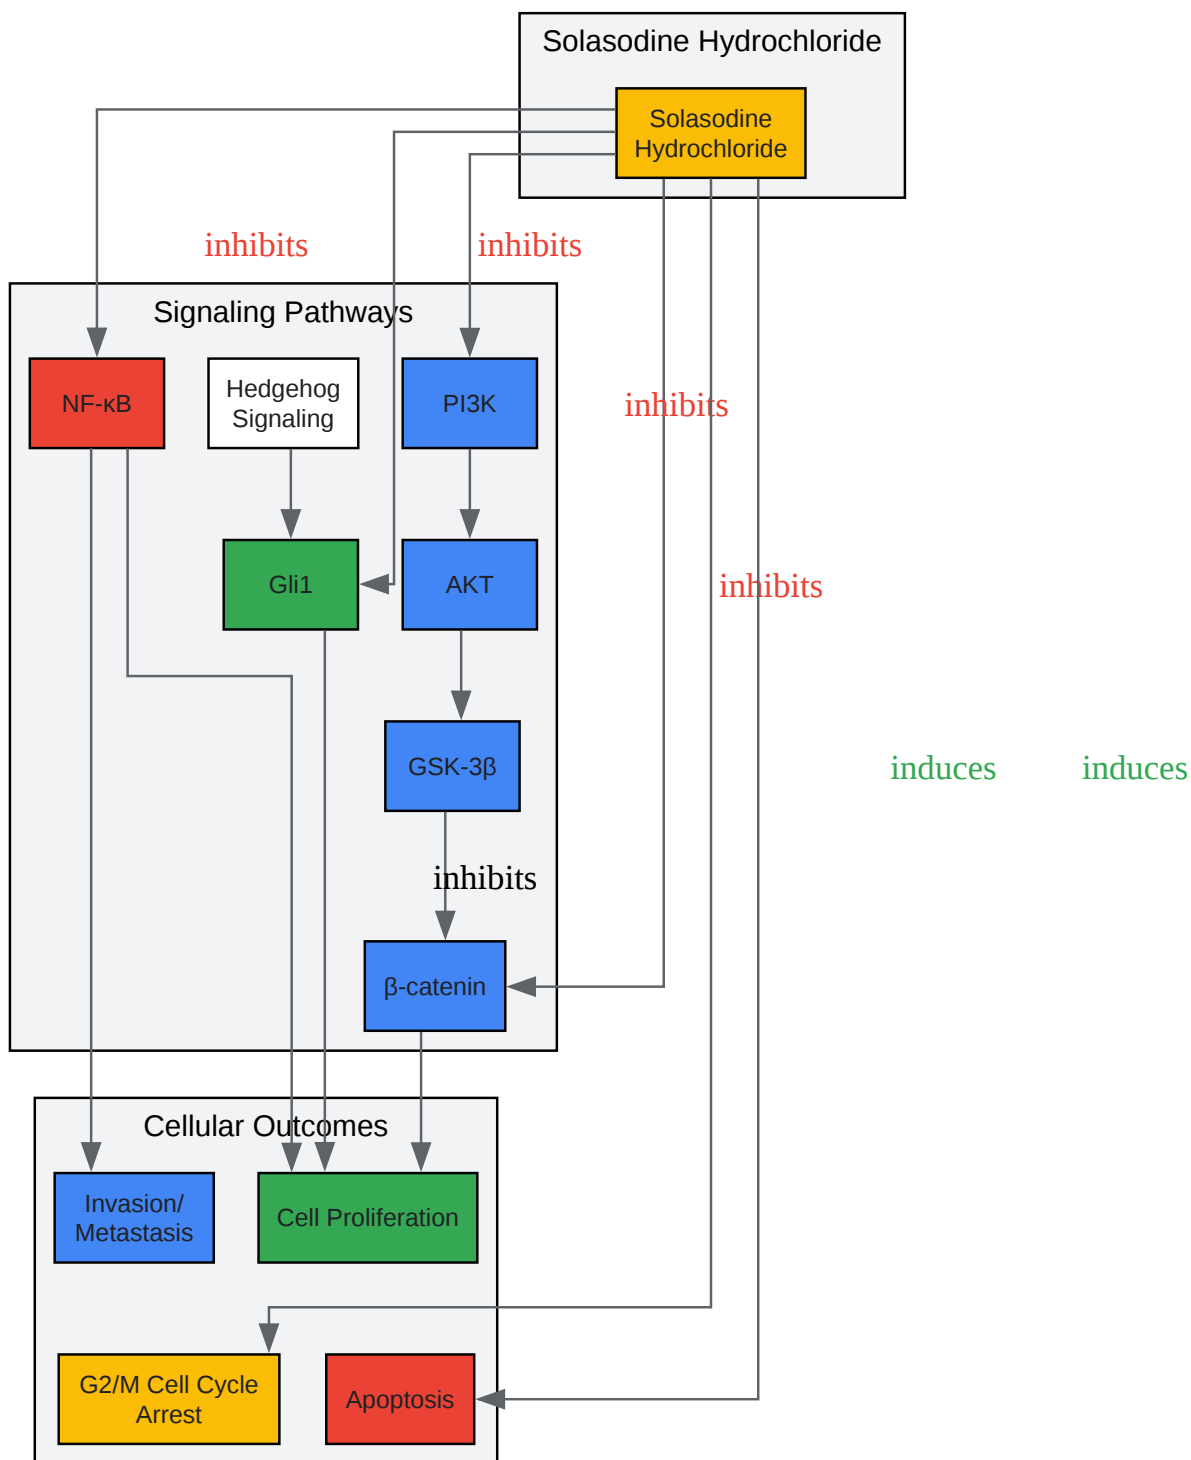 Solasodine Hydrochloride
Solasodine
Hydrochloride
inhibits
inhibits
Signaling Pathways
NF-κB
Hedgehog
Signaling
PI3K
inhibits
Gli1
AKT
inhibits
GSK-3β
induces
induces
inhibits
β-catenin
Cellular Outcomes
Invasion/
Metastasis
Cell Proliferation
G2/M Cell Cycle
Arrest
Apoptosis